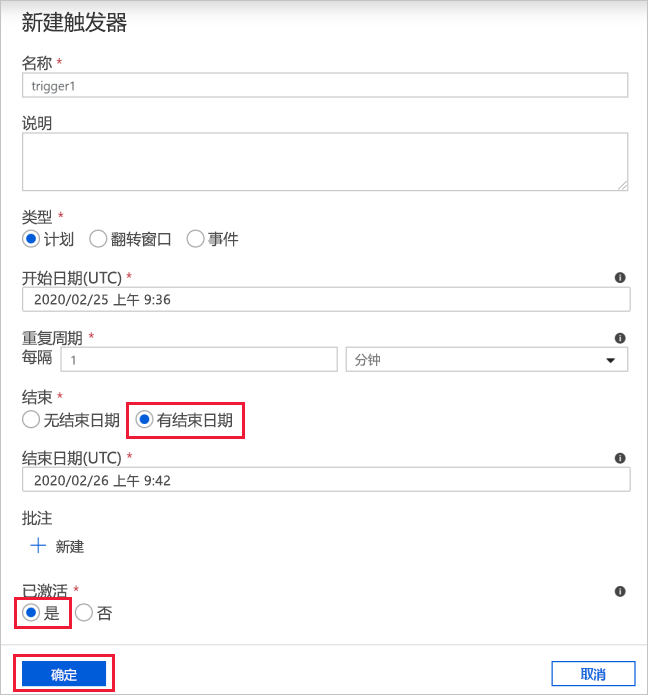 新建触发器
名称 *
trigger1
说明
类型 *
计划 翻转窗口 事件
开始日期(UTC) *
2020/02/25 上午 9:36
重复周期 *
每隔 1 分钟
结束 *
无结束日期 有结束日期
结束日期(UTC) *
2020/02/26 上午 9:42
批注
+ 新建
已激活 *
是 否
确定 取消